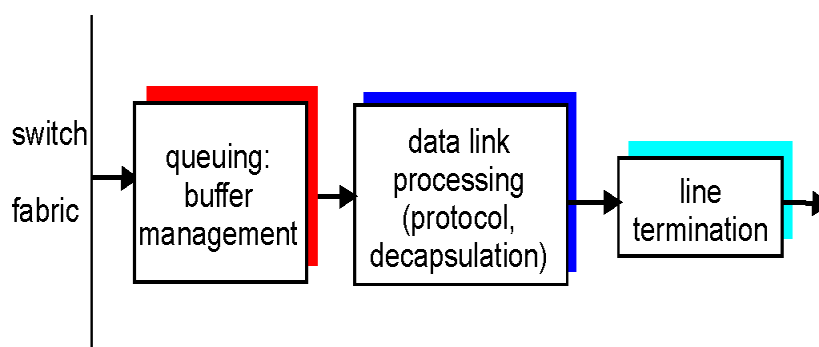 switch
fabric
queuing:
buffer
management
data link
processing
(protocol,
decapsulation)
line
termination